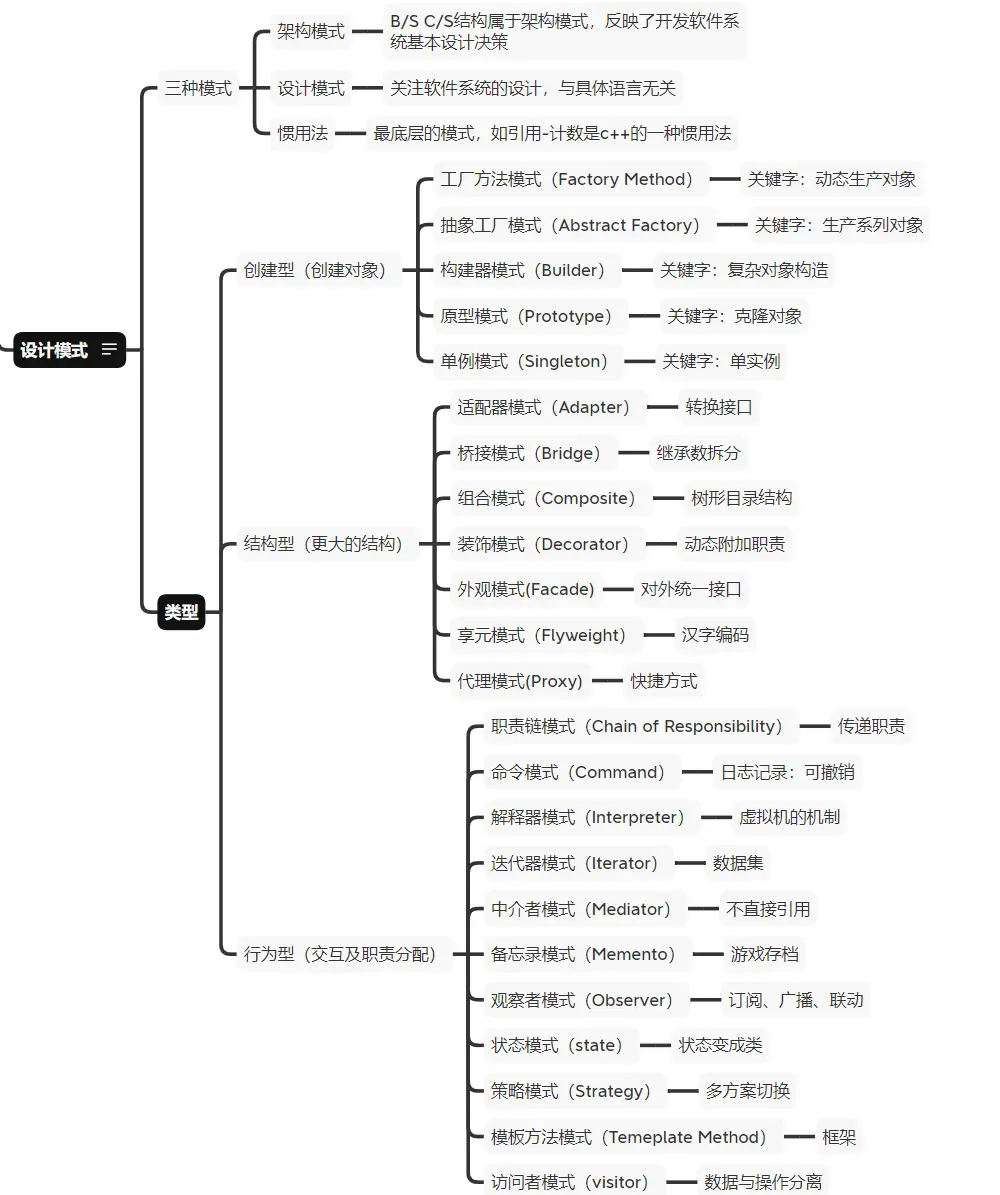 设计模式
三种模式
架构模式
B/S C/S结构属于架构模式，反映了开发软件系
统基本设计决策
设计模式
关注软件系统的设计，与具体语言无关
惯用法
最底层的模式，如引用-计数是c++的一种惯用法
类型
创建型（创建对象）
工厂方法模式（Factory Method）
关键字：动态生产对象
抽象工厂模式（Abstract Factory）
关键字：生产系列对象
构建器模式（Builder）
关键字：复杂对象构造
原型模式（Prototype）
关键字：克隆对象
单例模式（Singleton）
关键字：单实例
结构型（更大的结构）
适配器模式（Adapter）
转换接口
桥接模式（Bridge）
继承数拆分
组合模式（Composite）
树形目录结构
装饰模式（Decorator）
动态附加职责
外观模式(Facade)
对外统一接口
享元模式（Flyweight）
汉字编码
代理模式(Proxy)
快捷方式
行为型（交互及职责分配）
职责链模式（Chain of Responsibility）
传递职责
命令模式（Command）
日志记录：可撤销
解释器模式（Interpreter）
虚拟机的机制
迭代器模式（Iterator）
数据集
中介者模式（Mediator）
不直接引用
备忘录模式（Memento）
游戏存档
观察者模式（Observer）
订阅、广播、联动
状态模式（state）
状态变成类
策略模式（Strategy）
多方案切换
模板方法模式（Temeplate Method）
框架
访问者模式（visitor）
数据与操作分离